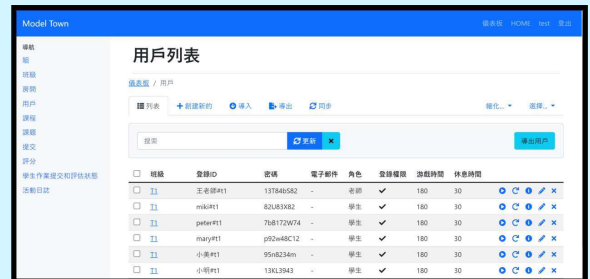 Model Town
儀表板 HOME test 登出
導航
組
班級
房間
用戶
課程
課題
提交
評分
學生作業提交和評估狀態
活動日誌
用戶列表
儀表板 / 用戶
列表 創建新的 導入 導出 同步 細化... 選擇...
搜索 更新 導出用戶
班級 登錄ID 密碼 電子郵件 角色 登錄權限 游戲時間 休息時間
T1 王老師#t1 13T84b582 - 老師 180 30
T1 miki#t1 82U83X82 - 學生 180 30
T1 peter#t1 7bB172W74 - 學生 180 30
T1 mary#t1 p92w48C12 - 學生 180 30
T1 小美#t1 95n8234m - 學生 180 30
T1 小明#t1 13KL3943 - 學生 180 30